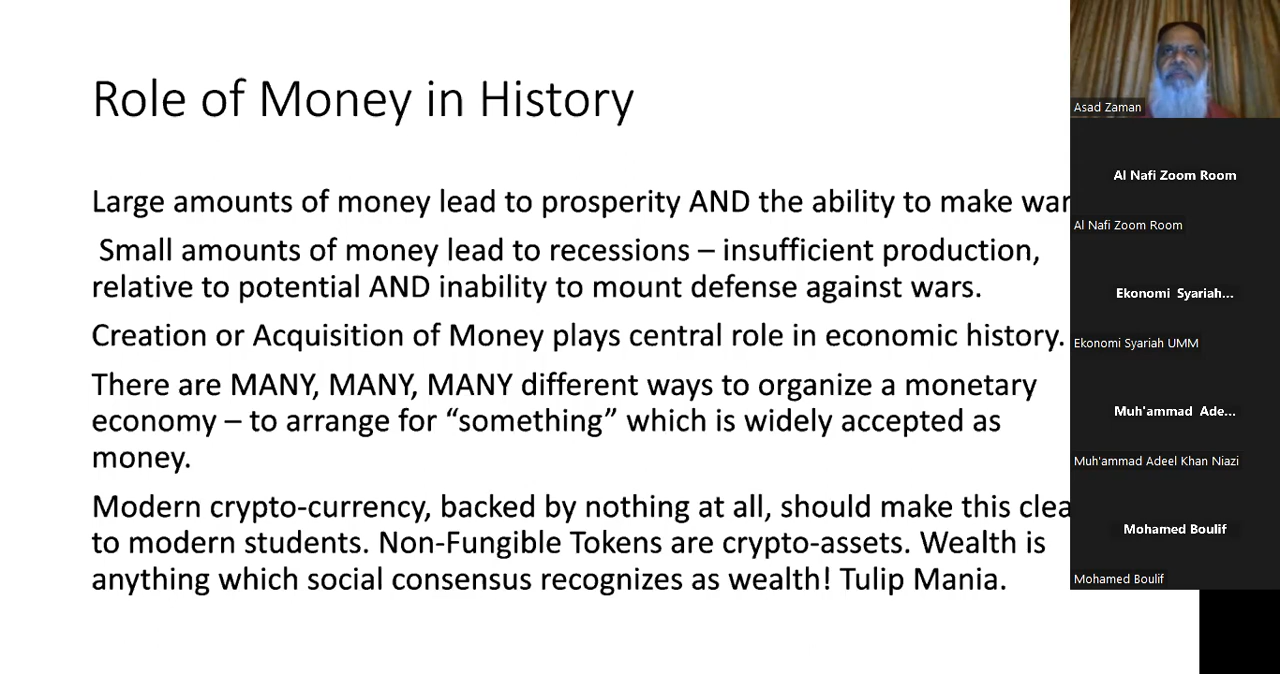 Role of Money in History
Large amounts of money lead to prosperity AND the ability to make war
Small amounts of money lead to recessions – insufficient production,
relative to potential AND inability to mount defense against wars.
Creation or Acquisition of Money plays central role in economic history.
There are MANY, MANY, MANY different ways to organize a monetary
economy – to arrange for “something” which is widely accepted as
money.
Modern crypto-currency, backed by nothing at all, should make this clea
to modern students. Non-Fungible Tokens are crypto-assets. Wealth is
anything which social consensus recognizes as wealth! Tulip Mania.
Asad Zaman
Al Nafi Zoom Room
Al Nafi Zoom Room
Ekonomi Syariah...
Ekonomi Syariah UMM
Muh'ammad Ade...
Muh'ammad Adeel Khan Niazi
Mohamed Boulif
Mohamed Boulif